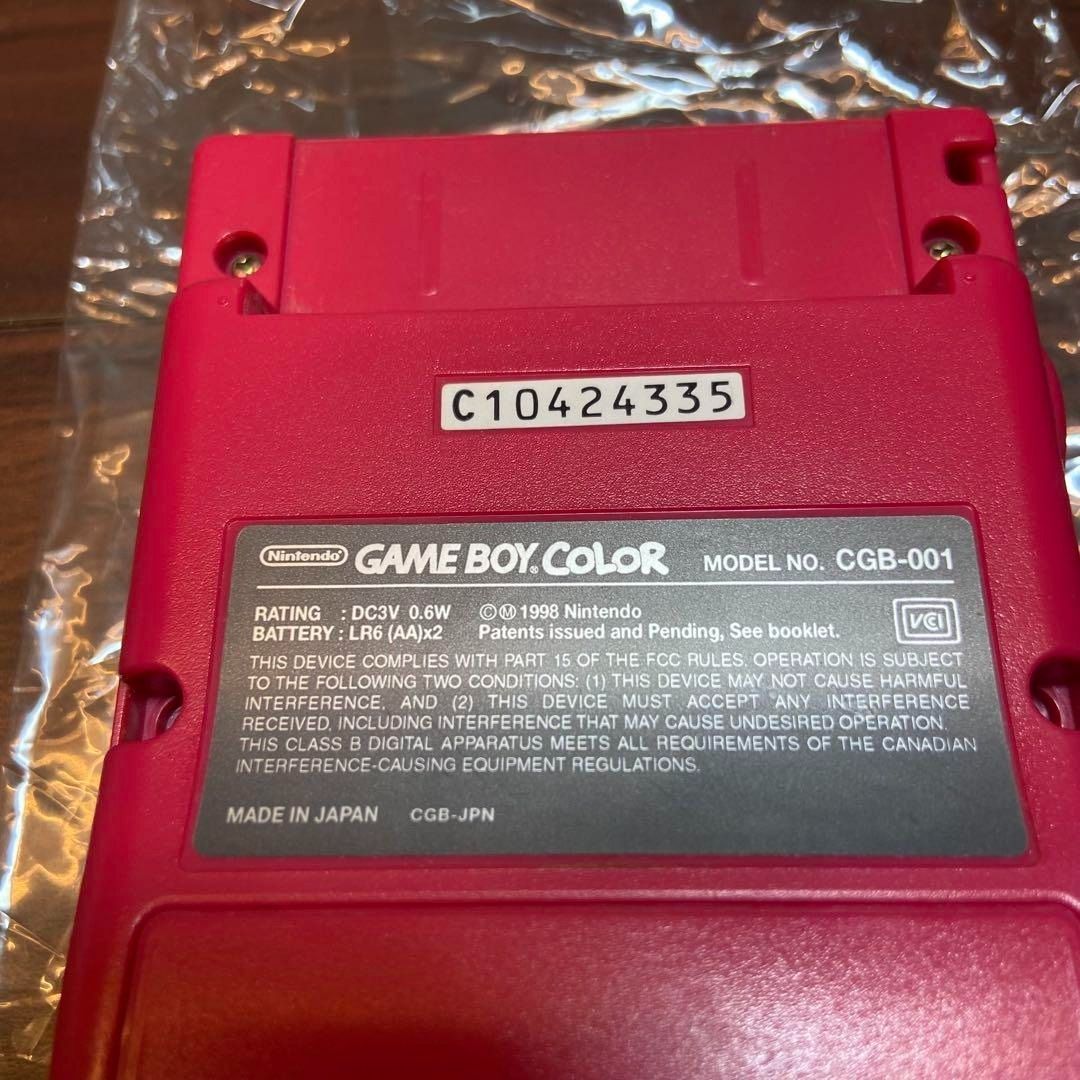 C10424335
Nintendo® GAME BOY® COLOR MODEL NO. CGB-001
RATING : DC3V 0.6W ©Ⓜ1998 Nintendo
BATTERY : LR6 (AA)x2 Patents issued and Pending, See booklet.
VCI
THIS DEVICE COMPLIES WITH PART 15 OF THE FCC RULES. OPERATION IS SUBJECT
TO THE FOLLOWING TWO CONDITIONS: (1) THIS DEVICE MAY NOT CAUSE HARMFUL
INTERFERENCE, AND (2) THIS DEVICE MUST ACCEPT ANY INTERFERENCE
RECEIVED, INCLUDING INTERFERENCE THAT MAY CAUSE UNDESIRED OPERATION.
THIS CLASS B DIGITAL APPARATUS MEETS ALL REQUIREMENTS OF THE CANADIAN
INTERFERENCE-CAUSING EQUIPMENT REGULATIONS.
MADE IN JAPAN CGB-JPN